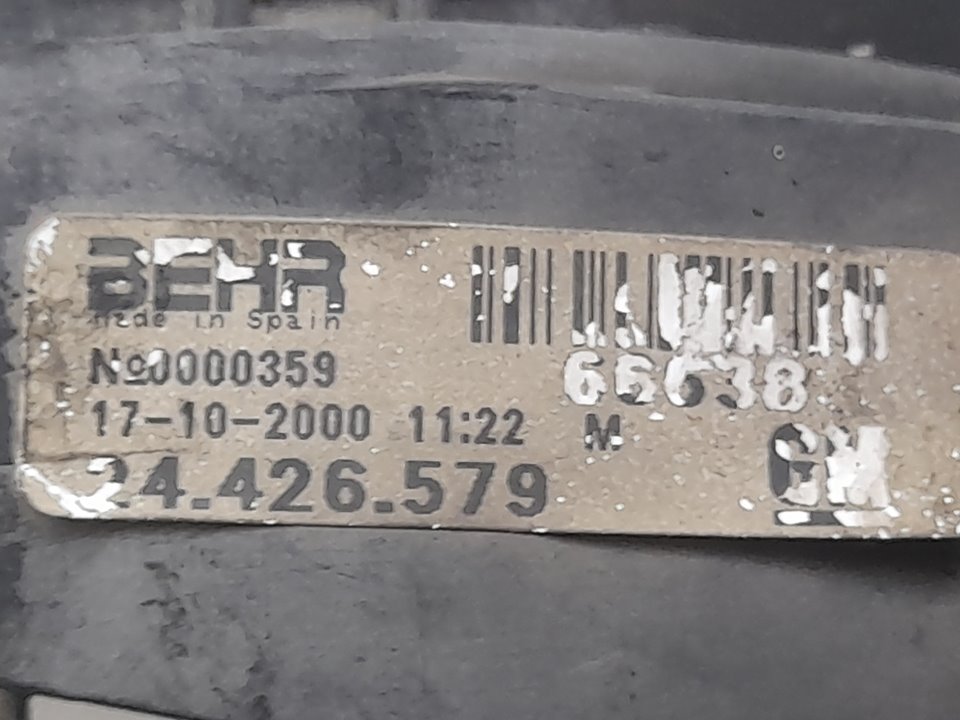 BEHR
Made in Spain
Nº0000359
17-10-2000 11:22
24.426.579
66638
M
GM